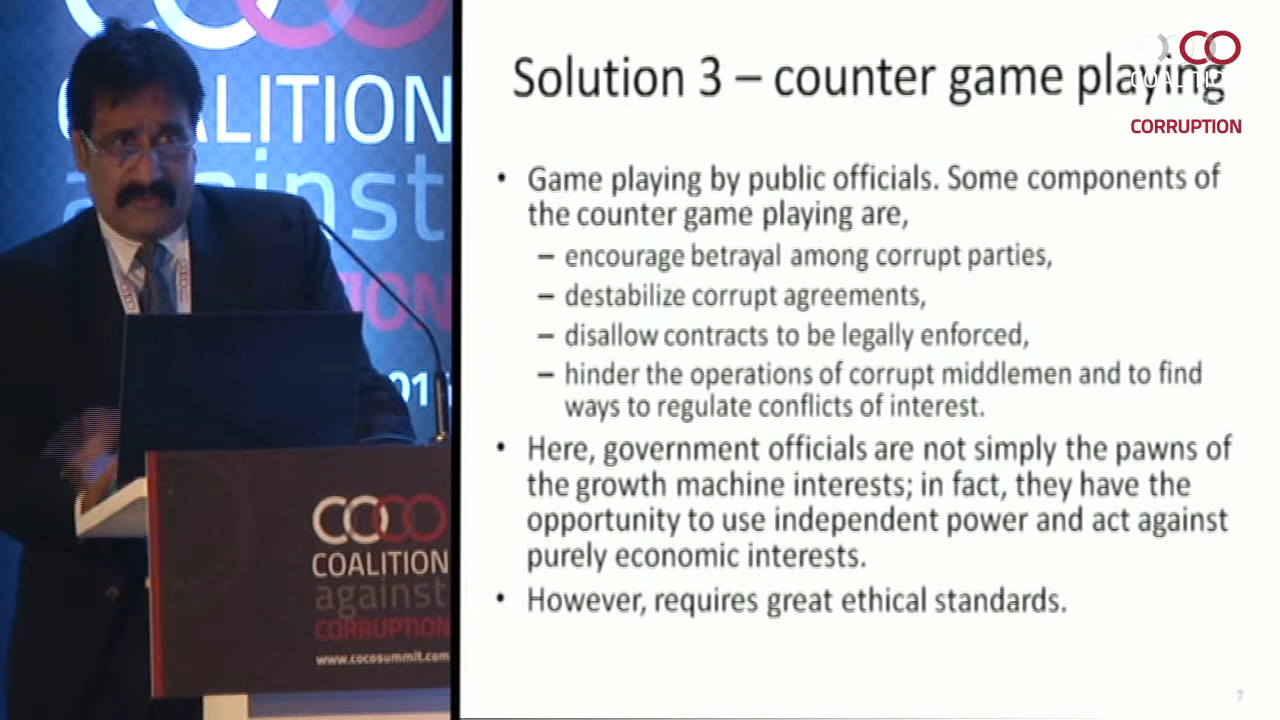 COALITION
against
Solution 3 – counter game playing
CORRUPTION
• Game playing by public officials. Some components of
the counter game playing are,
– encourage betrayal among corrupt parties,
– destabilize corrupt agreements,
– disallow contracts to be legally enforced,
– hinder the operations of corrupt middlemen and to find
ways to regulate conflicts of interest.
• Here, government officials are not simply the pawns of
the growth machine interests; in fact, they have the
opportunity to use independent power and act against
purely economic interests.
• However, requires great ethical standards.
7
COCO
COALITION
against
CORRUPTION
www.cocosummit.com